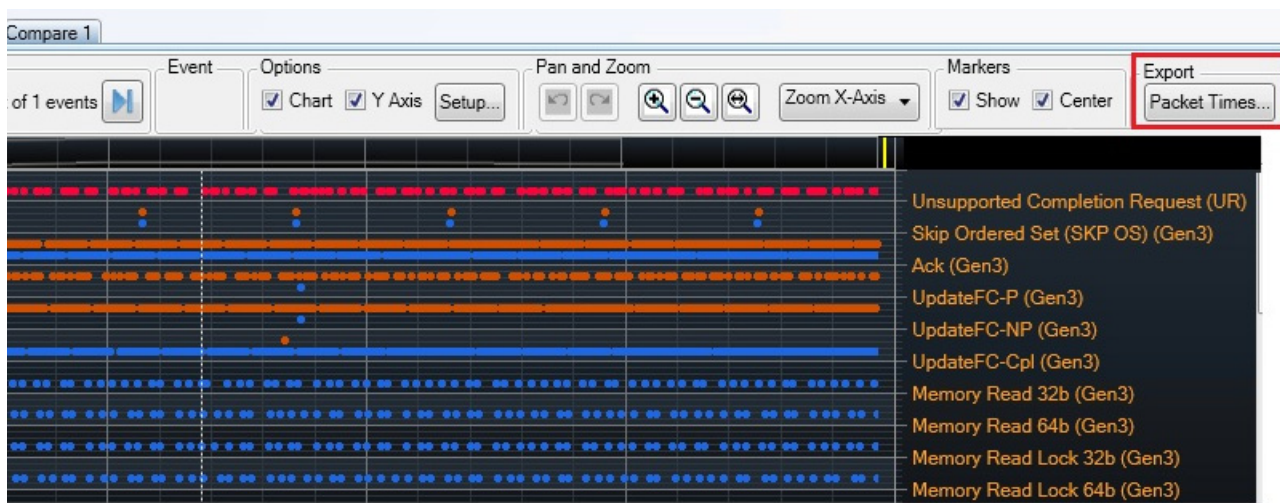 Compare 1
Event
Options
Pan and Zoom
Markers
Export
of 1 events
Chart
Y Axis
Setup...
Zoom X-Axis
Show
Center
Packet Times...
Unsupported Completion Request (UR)
Skip Ordered Set (SKP OS) (Gen3)
Ack (Gen3)
UpdateFC-P (Gen3)
UpdateFC-NP (Gen3)
UpdateFC-Cpl (Gen3)
Memory Read 32b (Gen3)
Memory Read 64b (Gen3)
Memory Read Lock 32b (Gen3)
Memory Read Lock 64b (Gen3)